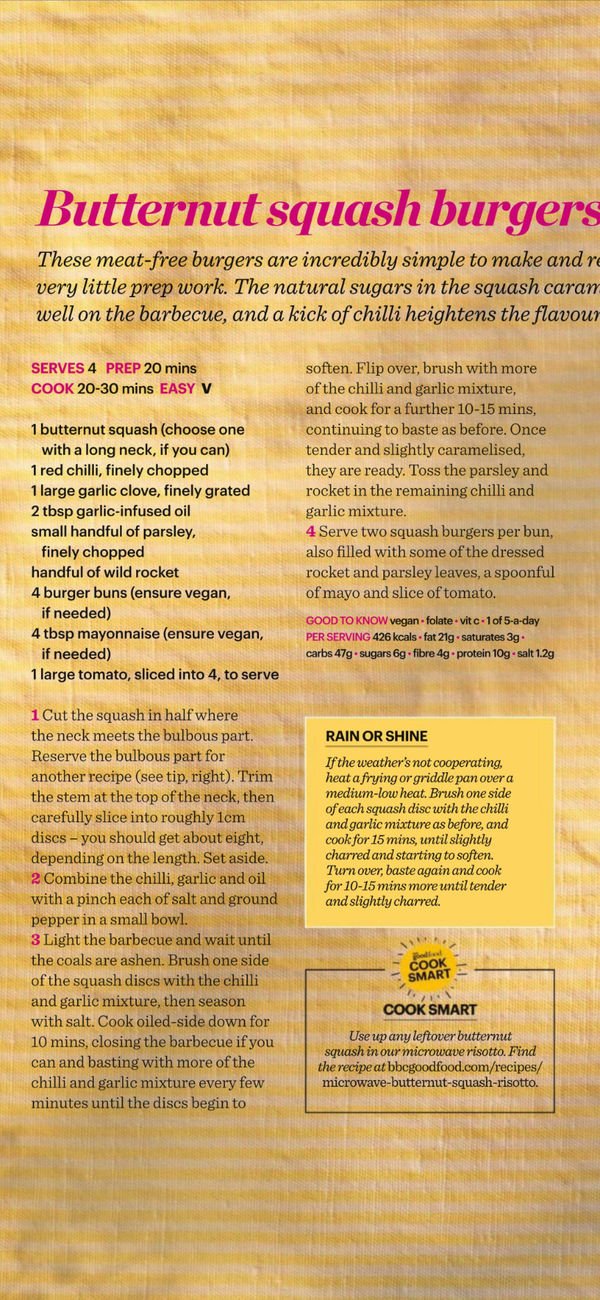 Butternut squash burgers
These meat-free burgers are incredibly simple to make and
very little prep work. The natural sugars in the squash
well on the barbecue, and a kick of chilli heightens the
SERVES 4 PREP 20 mins
COOK 20-30 mins EASY V
1 butternut squash (choose one
with a long neck, if you can)
1 red chilli, finely chopped
1 large garlic clove, finely grated
2 tbsp garlic-infused oil
small handful of parsley,
finely chopped
handful of wild rocket
4 burger buns (ensure vegan,
if needed)
4 tbsp mayonnaise (ensure vegan,
if needed)
1 large tomato, sliced into 4, to serve
1 Cut the squash in half where
the neck meets the bulbous part.
Reserve the bulbous part for
another recipe (see tip, right). Trim
the stem at the top of the neck, then
carefully slice into roughly 1cm
discs – you should get about eight,
depending on the length. Set aside.
2 Combine the chilli, garlic and oil
with a pinch each of salt and ground
pepper in a small bowl.
3 Light the barbecue and wait until
the coals are ashen. Brush one side
of the squash discs with the chilli
and garlic mixture, then season
with salt. Cook oiled-side down for
10 mins, closing the barbecue if you
can and basting with more of the
chilli and garlic mixture every few
minutes until the discs begin to
soften. Flip over, brush with more
of the chilli and garlic mixture,
and cook for a further 10-15 mins,
continuing to baste as before. Once
tender and slightly caramelised,
they are ready. Toss the parsley and
rocket in the remaining chilli and
garlic mixture.
4 Serve two squash burgers per bun,
also filled with some of the dressed
rocket and parsley leaves, a spoonful
of mayo and slice of tomato.
GOOD TO KNOW vegan • folate • vit c • 1 of 5-a-day
PER SERVING 426 kcals • fat 21g • saturates 3g •
carbs 47g • sugars 6g • fibre 4g • protein 10g • salt 1.2g
RAIN OR SHINE
If the weather's not cooperating,
heat a frying or griddle pan over a
medium-low heat. Brush one side
of each squash disc with the chilli
and garlic mixture as before, and
cook for 15 mins, until slightly
charred and starting to soften.
Turn over, baste again and cook
for 10-15 mins more until tender
and slightly charred.
goodfood
COOK
SMART
COOK SMART
Use up any leftover butternut
squash in our microwave risotto. Find
the recipe at bbcgoodfood.com/recipes/
microwave-butternut-squash-risotto.